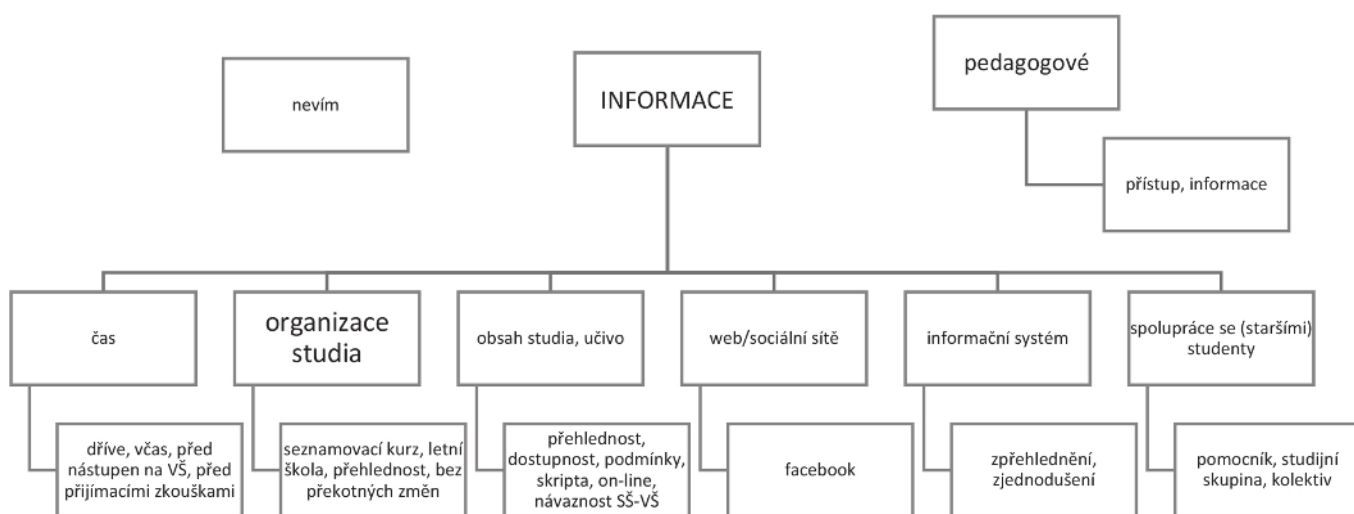 nevím
INFORMACE
pedagogové
přístup, informace
čas
organizace
studia
obsah studia, učivo
web/sociální sítě
informační systém
spolupráce se (staršími)
studenty
dříve, včas, před
nástupen na VŠ, před
přijímacími zkouškami
seznamovací kurz, letní
škola, přehlednost, bez
překotných změn
přehlednost,
dostupnost, podmínky,
skripta, on-line,
návaznost SŠ-VŠ
facebook
zpřehlednění,
zjednodušení
pomocník, studijní
skupina, kolektiv